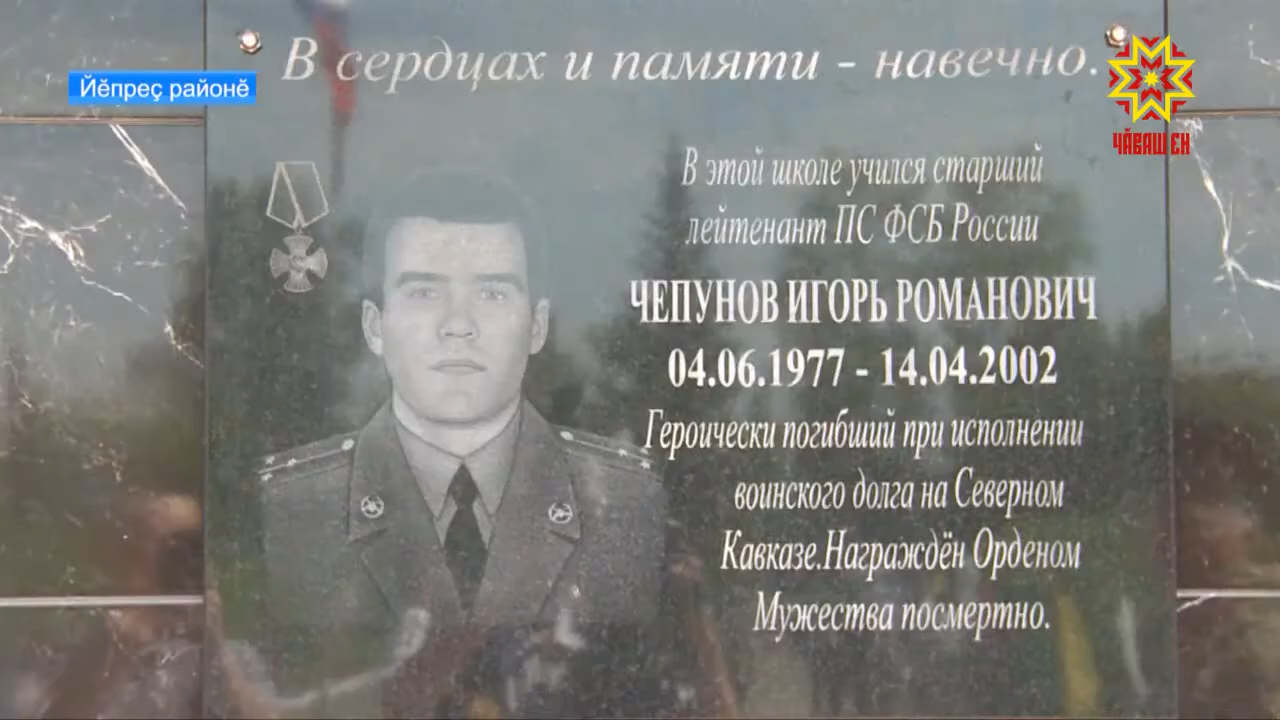 В сердцах и памяти - навечно.
Йӗпреҫ районӗ
ЧӐВАШ ЕН
В этой школе учился старший
лейтенант ПС ФСБ России
ЧЕПУНОВ ИГОРЬ РОМАНОВИЧ
04.06.1977 - 14.04.2002
Героически погибший при исполнении
воинского долга на Северном
Кавказе.Награждён Орденом
Мужества посмертно.